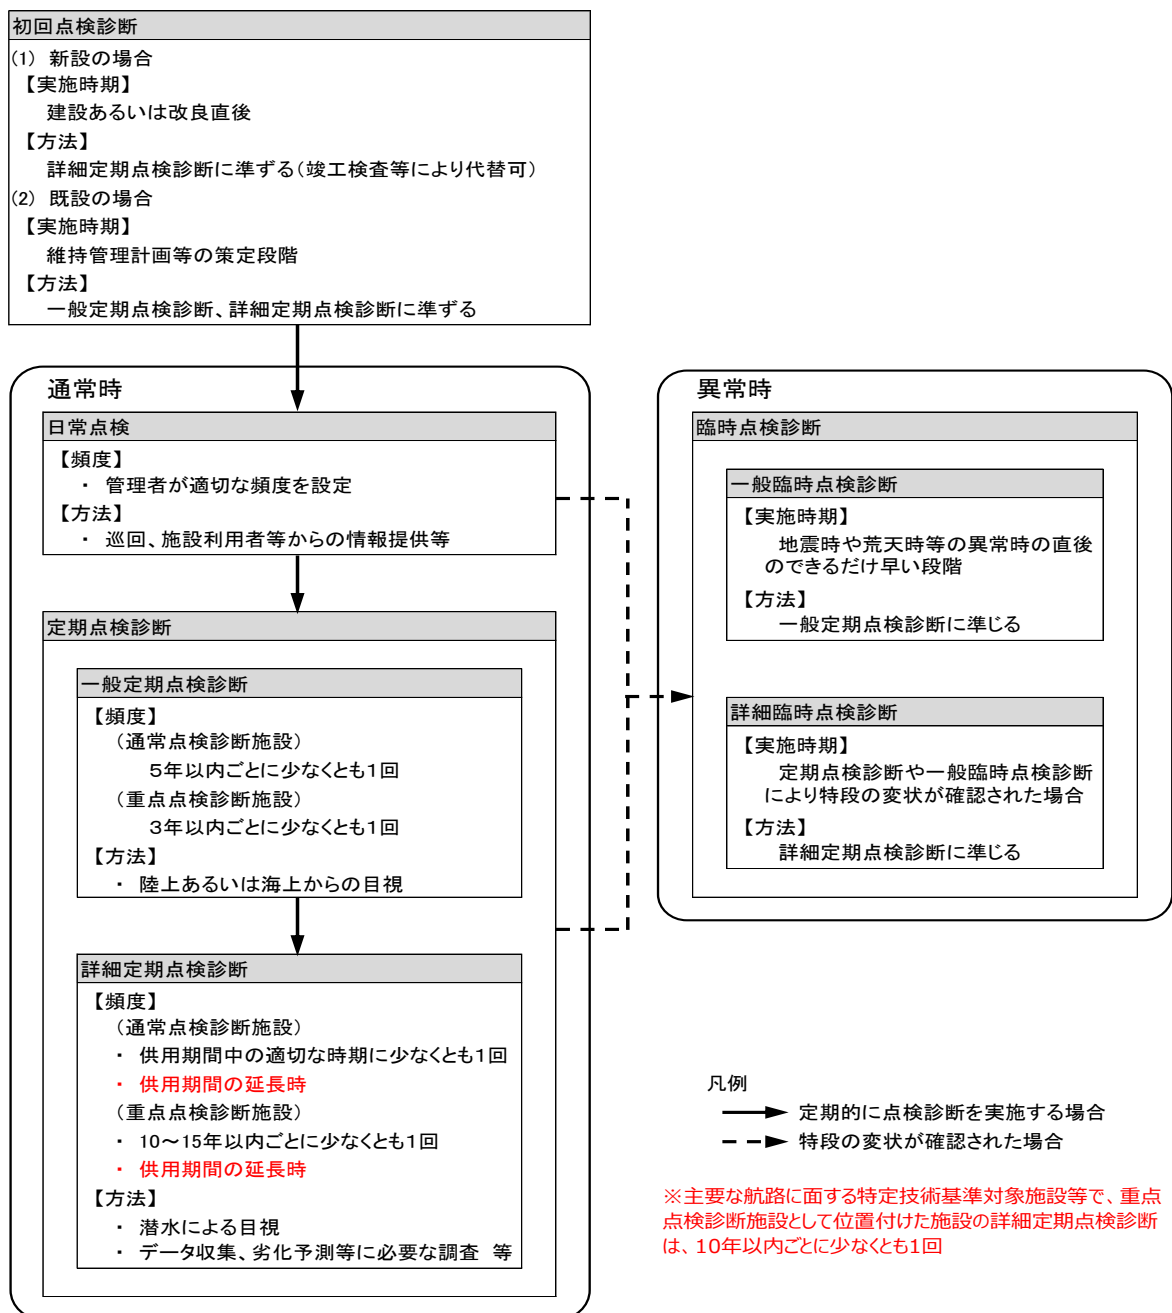 初回点検診断
(1) 新設の場合
【実施時期】
建設あるいは改良直後
【方法】
詳細定期点検診断に準ずる(竣工検査等により代替可)
(2) 既設の場合
【実施時期】
維持管理計画等の策定段階
【方法】
一般定期点検診断、詳細定期点検診断に準ずる
通常時
日常点検
【頻度】
・ 管理者が適切な頻度を設定
【方法】
・ 巡回、施設利用者等からの情報提供等
定期点検診断
一般定期点検診断
【頻度】
(通常点検診断施設)
5年以内ごとに少なくとも1回
(重点点検診断施設)
3年以内ごとに少なくとも1回
【方法】
・ 陸上あるいは海上からの目視
詳細定期点検診断
【頻度】
(通常点検診断施設)
・ 供用期間中の適切な時期に少なくとも1回
・ 供用期間の延長時
(重点点検診断施設)
・ 10～15年以内ごとに少なくとも1回
・ 供用期間の延長時
【方法】
・ 潜水による目視
・ データ収集、劣化予測等に必要な調査 等
異常時
臨時点検診断
一般臨時点検診断
【実施時期】
地震時や荒天時等の異常時の直後
のできるだけ早い段階
【方法】
一般定期点検診断に準じる
詳細臨時点検診断
【実施時期】
定期点検診断や一般臨時点検診断
により特段の変状が確認された場合
【方法】
詳細定期点検診断に準じる
凡例
定期的に点検診断を実施する場合
特段の変状が確認された場合
※主要な航路に面する特定技術基準対象施設等で、重点
点検診断施設として位置付けた施設の詳細定期点検診断
は、10年以内ごとに少なくとも1回